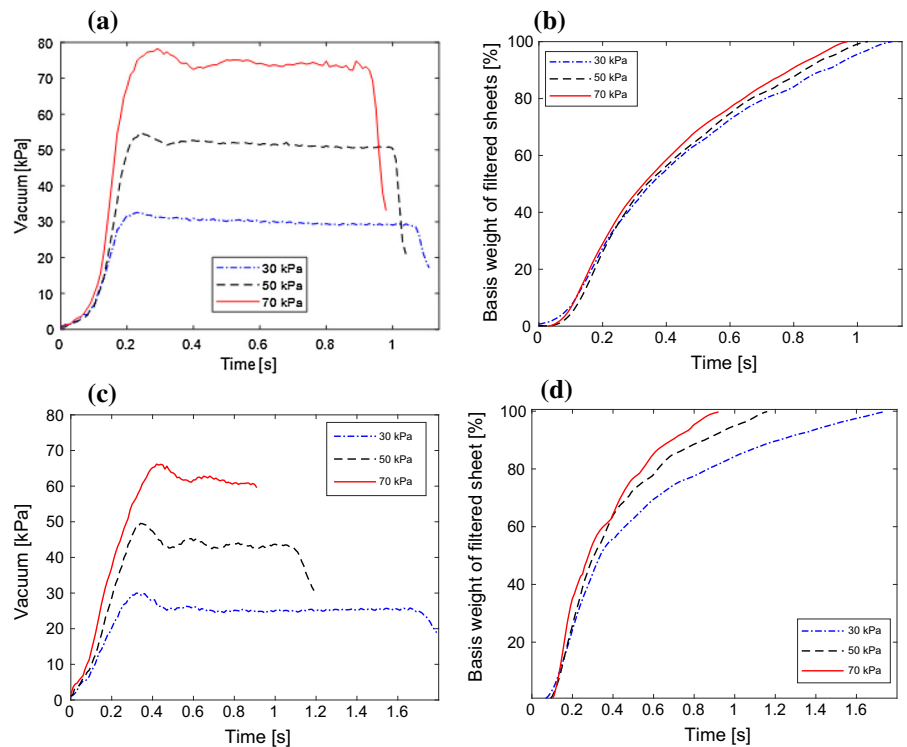 (a)
Vacuum [kPa]
80
70
60
50
40
30
20
10
0
0 0.2 0.4 0.6 0.8 1
Time [s]
30 kPa
50 kPa
70 kPa
(b)
Basis weight of filtered sheets [%]
100
80
60
40
20
0
0 0.2 0.4 0.6 0.8 1
Time [s]
30 kPa
50 kPa
70 kPa
(c)
Vacuum [kPa]
80
70
60
50
40
30
20
10
0
0 0.2 0.4 0.6 0.8 1 1.2 1.4 1.6
Time [s]
30 kPa
50 kPa
70 kPa
(d)
Basis weight of filtered sheet [%]
100
80
60
40
20
0 0.2 0.4 0.6 0.8 1 1.2 1.4 1.6
Time [s]
30 kPa
50 kPa
70 kPa